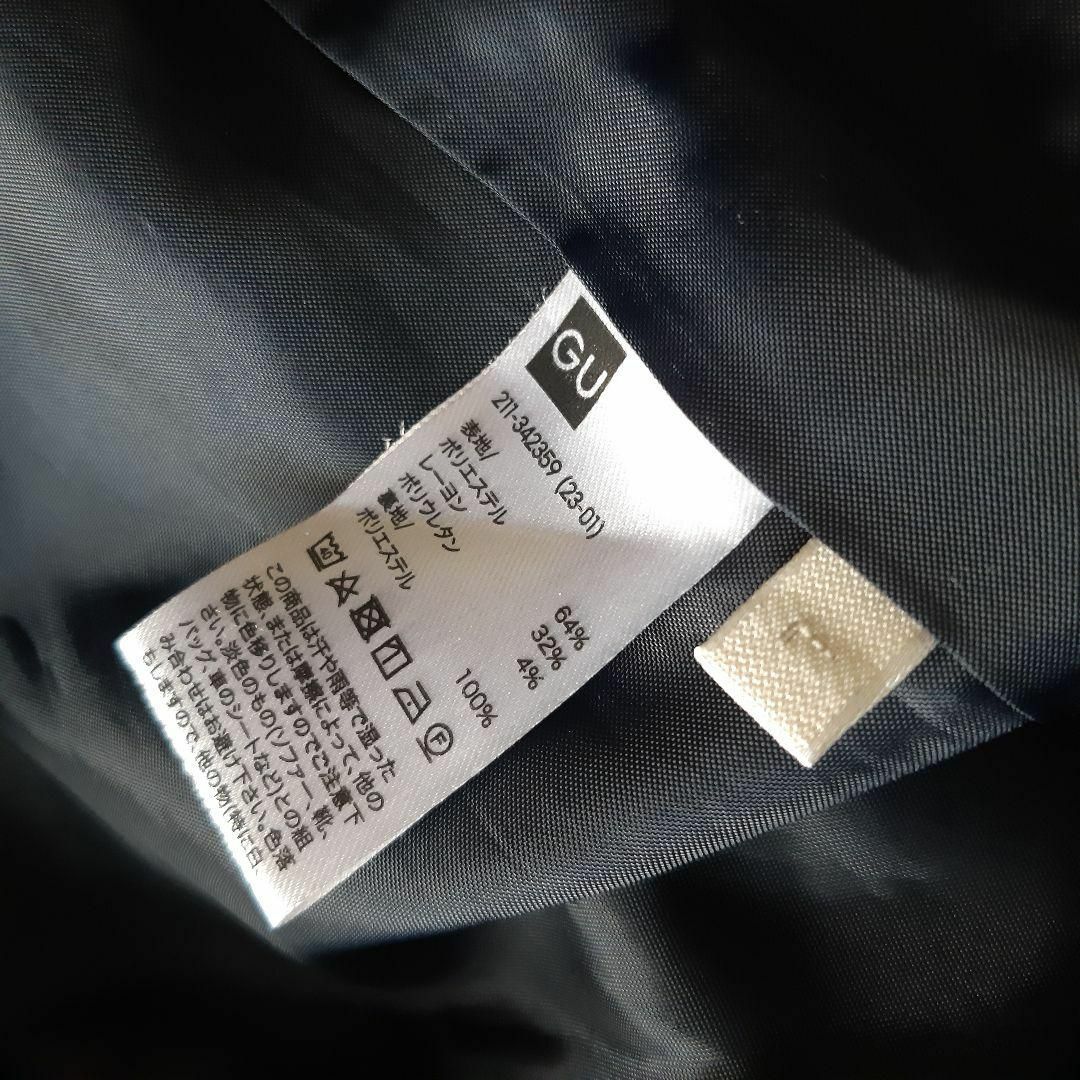 GU
211-342359 (23-01)
表地/
ポリエステル 64%
レーヨン 32%
ポリウレタン 4%
裏地/
ポリエステル 100%
40
F
この商品は汗や雨等で湿った
状態、または摩擦によって、他の
物に色移りしますのでご注意下
さい。淡色のもの(ソファー、靴、
バッグ、車のシートなど)との組
み合わせはお避け下さい。色落
ちしますので、他の物(特に白、